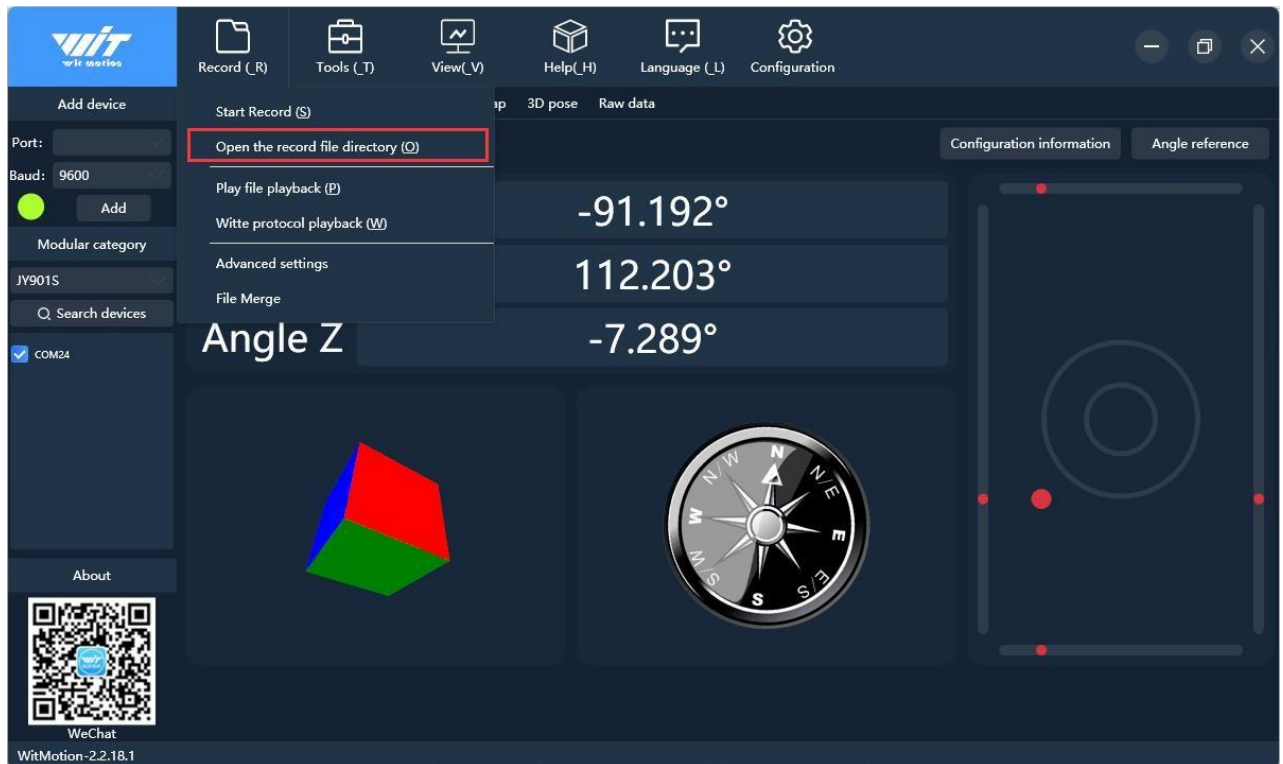 WiT
wit motion
Record (_R)
Tools (_T)
View(_V)
Help(_H)
Language (_L)
Configuration
Add device
Start Record (S)
ap
3D pose
Raw data
Port:
Open the record file directory (O)
Configuration information
Angle reference
Baud: 9600
Play file playback (P)
Add
Witte protocol playback (W)
-91.192°
Modular category
Advanced settings
112.203°
JY901S
File Merge
Search devices
Angle Z
-7.289°
COM24
N
N/E
E
E/S
S
S/W
W
N/W
About
WeChat
WitMotion-2.2.18.1